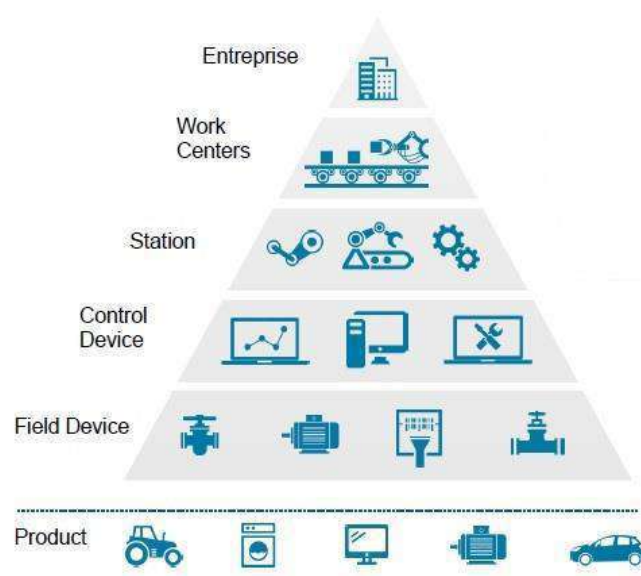 Entreprise
Work
Centers
Station
Control
Device
Field Device
Product